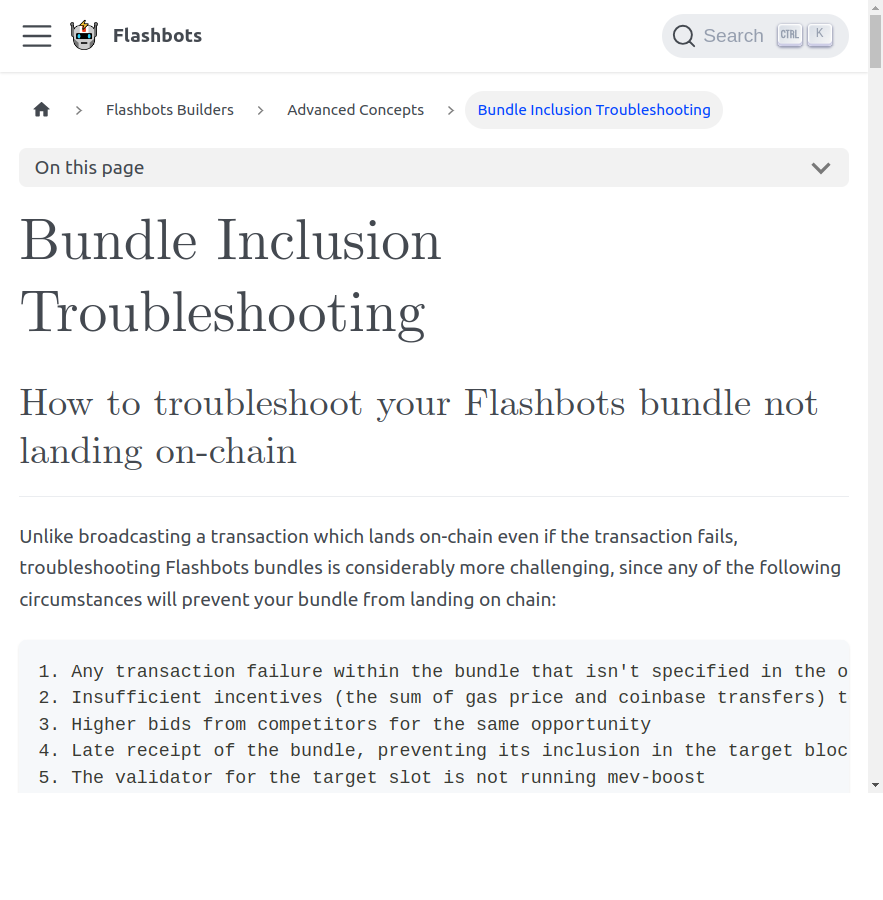 Flashbots
Search CTRL K
Flashbots Builders > Advanced Concepts > Bundle Inclusion Troubleshooting
On this page
Bundle Inclusion
Troubleshooting
How to troubleshoot your Flashbots bundle not
landing on-chain
Unlike broadcasting a transaction which lands on-chain even if the transaction fails,
troubleshooting Flashbots bundles is considerably more challenging, since any of the following
circumstances will prevent your bundle from landing on chain:
1. Any transaction failure within the bundle that isn't specified in the o
2. Insufficient incentives (the sum of gas price and coinbase transfers) t
3. Higher bids from competitors for the same opportunity
4. Late receipt of the bundle, preventing its inclusion in the target bloc
5. The validator for the target slot is not running mev-boost